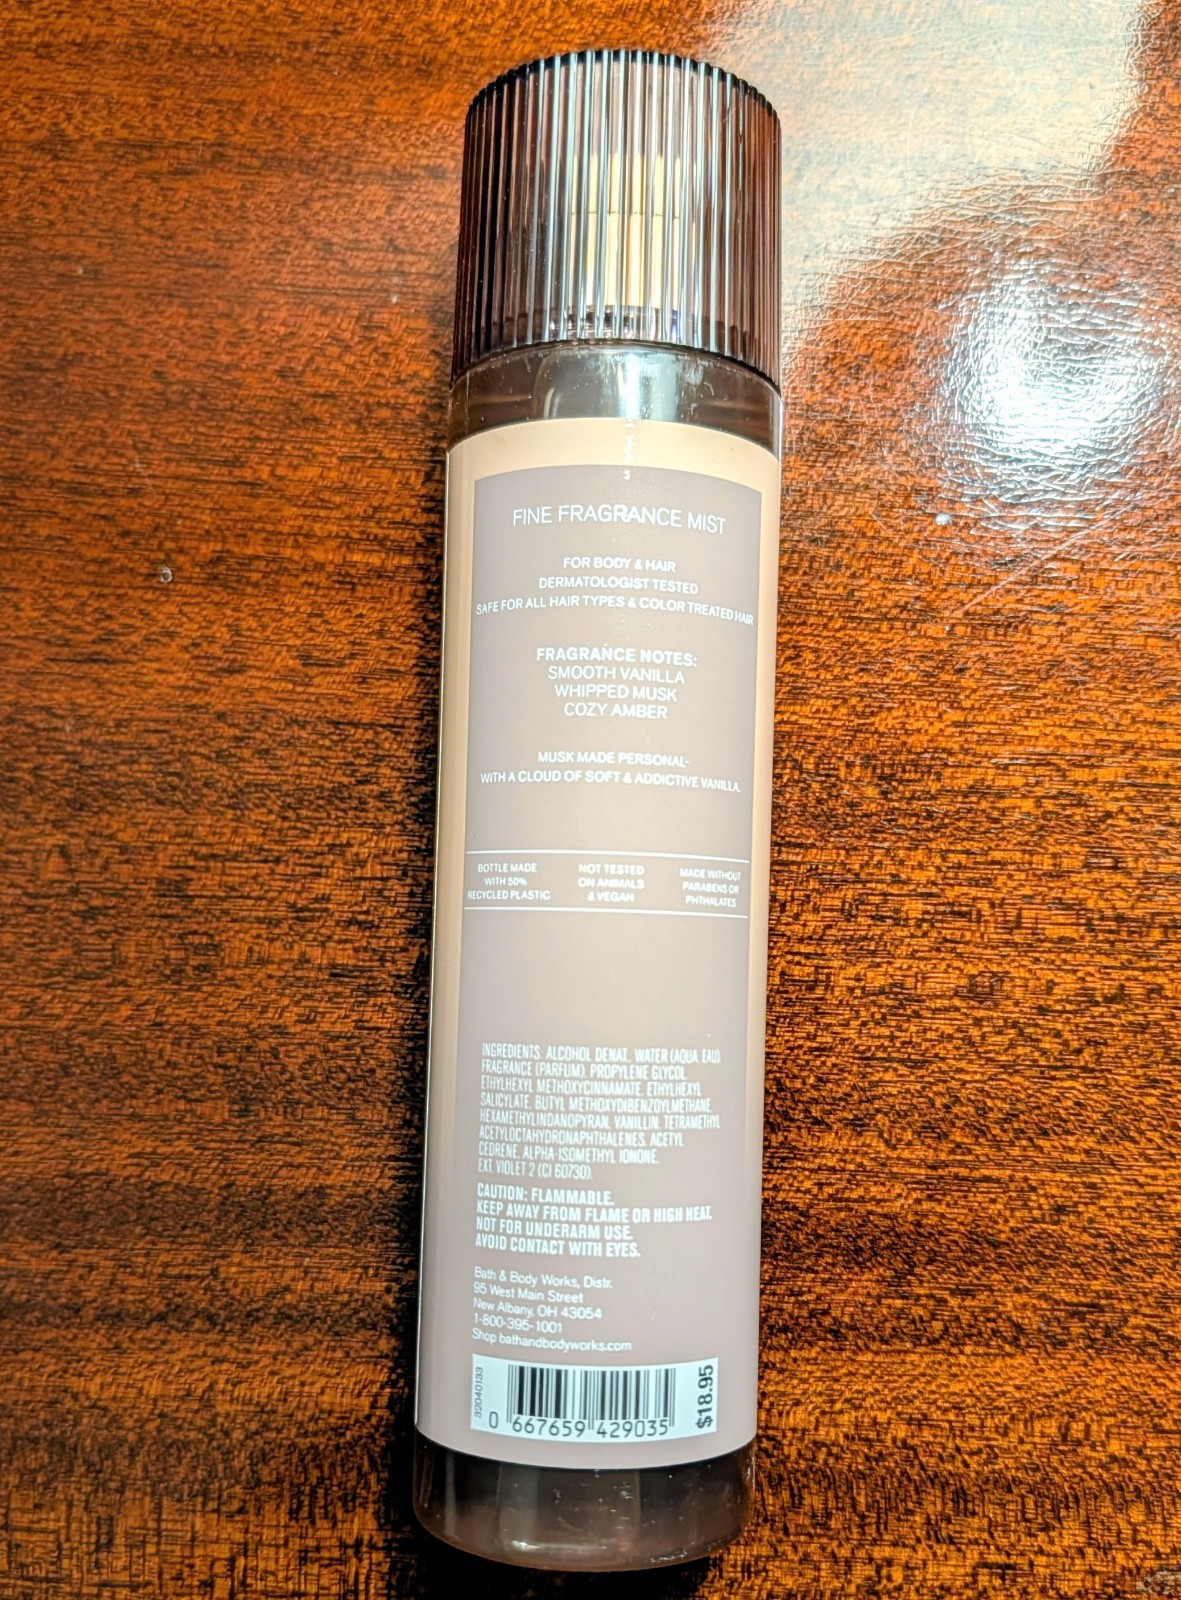 FINE FRAGRANCE MIST
FOR BODY & HAIR
DERMATOLOGIST TESTED
SAFE FOR ALL HAIR TYPES & COLOR TREATED HAIR
FRAGRANCE NOTES:
SMOOTH VANILLA
WHIPPED MUSK
COZY AMBER
MUSK MADE PERSONAL-
WITH A CLOUD OF SOFT & ADDICTIVE VANILLA.
BOTTLE MADE
WITH 50%
RECYCLED PLASTIC
NOT TESTED
ON ANIMALS
& VEGAN
MADE WITHOUT
PARABENS OR
PHTHALATES
INGREDIENTS: ALCOHOL DENAT., WATER (AQUA, EAU),
FRAGRANCE (PARFUM), PROPYLENE GLYCOL,
ETHYLHEXYL METHOXYCINNAMATE, ETHYLHEXYL
SALICYLATE, BUTYL METHOXYDIBENZOYLMETHANE,
HEXAMETHYLINDANOPYRAN, VANILLIN, TETRAMETHYL
ACETYLOCTAHYDRONAPHTHALENES, ACETYL
CEDRENE, ALPHA-ISOMETHYL IONONE,
EXT. VIOLET 2 (CI 60730).
CAUTION: FLAMMABLE.
KEEP AWAY FROM FLAME OR HIGH HEAT.
NOT FOR UNDERARM USE.
AVOID CONTACT WITH EYES.
Bath & Body Works, Distr.
95 West Main Street
New Albany, OH 43054
1-800-395-1001
Shop bathandbodyworks.com
32040133
0 667659 429035
$18.95